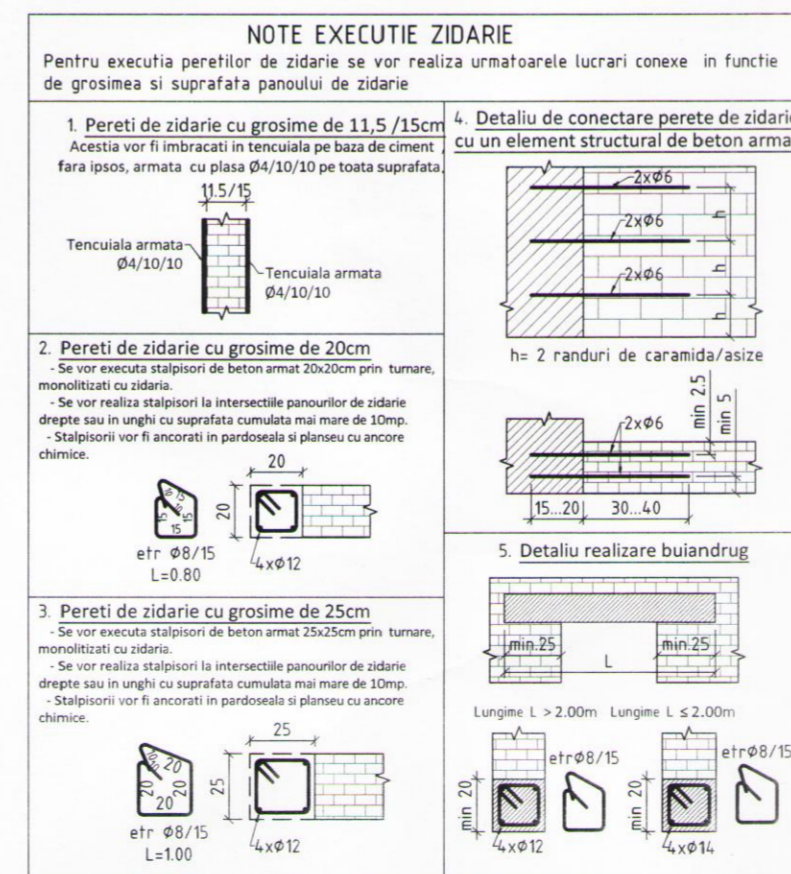 NOTE EXECUTIE ZIDARIE
Pentru executia peretilor de zidarie se vor realiza urmatoarele lucrari conexe in functie
de grosimea si suprafata panoului de zidarie
1. Pereti de zidarie cu grosime de 11,5 /15cm
Acestia vor fi imbracati in tencuiala pe baza de ciment ,
fara ipsos, armata cu plasa Ø4/10/10 pe toata suprafata.
11.5/15
Tencuiala armata
Ø4/10/10
Tencuiala armata
Ø4/10/10
2. Pereti de zidarie cu grosime de 20cm
- Se vor executa stalpisori de beton armat 20x20cm prin turnare,
monolitizati cu zidaria.
- Se vor realiza stalpisori la intersectiile panourilor de zidarie
drepte sau in unghi cu suprafata cumulata mai mare de 10mp.
- Stalpisorii vor fi ancorati in pardoseala si planseu cu ancore
chimice.
20
20
10 15
10
15 15
15
etr Ø8/15
L=0.80
4xØ12
3. Pereti de zidarie cu grosime de 25cm
- Se vor executa stalpisori de beton armat 25x25cm prin turnare,
monolitizati cu zidaria.
- Se vor realiza stalpisori la intersectiile panourilor de zidarie
drepte sau in unghi cu suprafata cumulata mai mare de 10mp.
- Stalpisorii vor fi ancorati in pardoseala si planseu cu ancore
chimice.
25
25
10 20
10
20 20
20
etr Ø8/15
L=1.00
4xØ12
4. Detaliu de conectare perete de zidarie
cu un element structural de beton arma
2xØ6
2xØ6
2xØ6
h
h
h
h= 2 randuri de caramida/asize
2xØ6
min 2.5
min 5
15...20
30...40
5. Detaliu realizare buiandrug
min.25
min.25
L
Lungime L > 2.00m Lungime L ≤ 2.00m
etrØ8/15
etrØ8/15
min 20
min 20
4xØ12
4xØ14